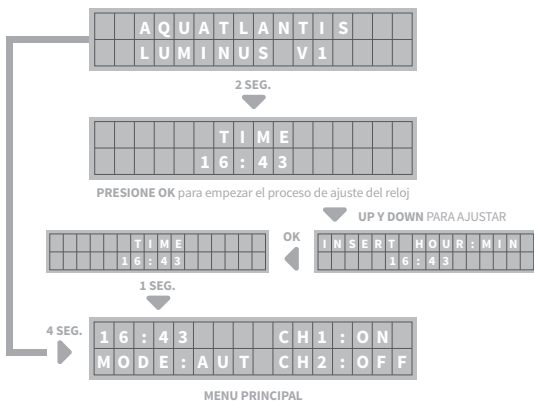 AQUATLANTIS
LUMINUS V1
2 SEG.
TIME
16:43
PRESIONE OK para empezar el proceso de ajuste del reloj
UP Y DOWN PARA AJUSTAR
TIME
16:43
OK
INSERT HOUR:MIN
16:43
1 SEG.
4 SEG.
16:43 CH1:ON
MODE:AUT CH2:OFF
MENU PRINCIPAL